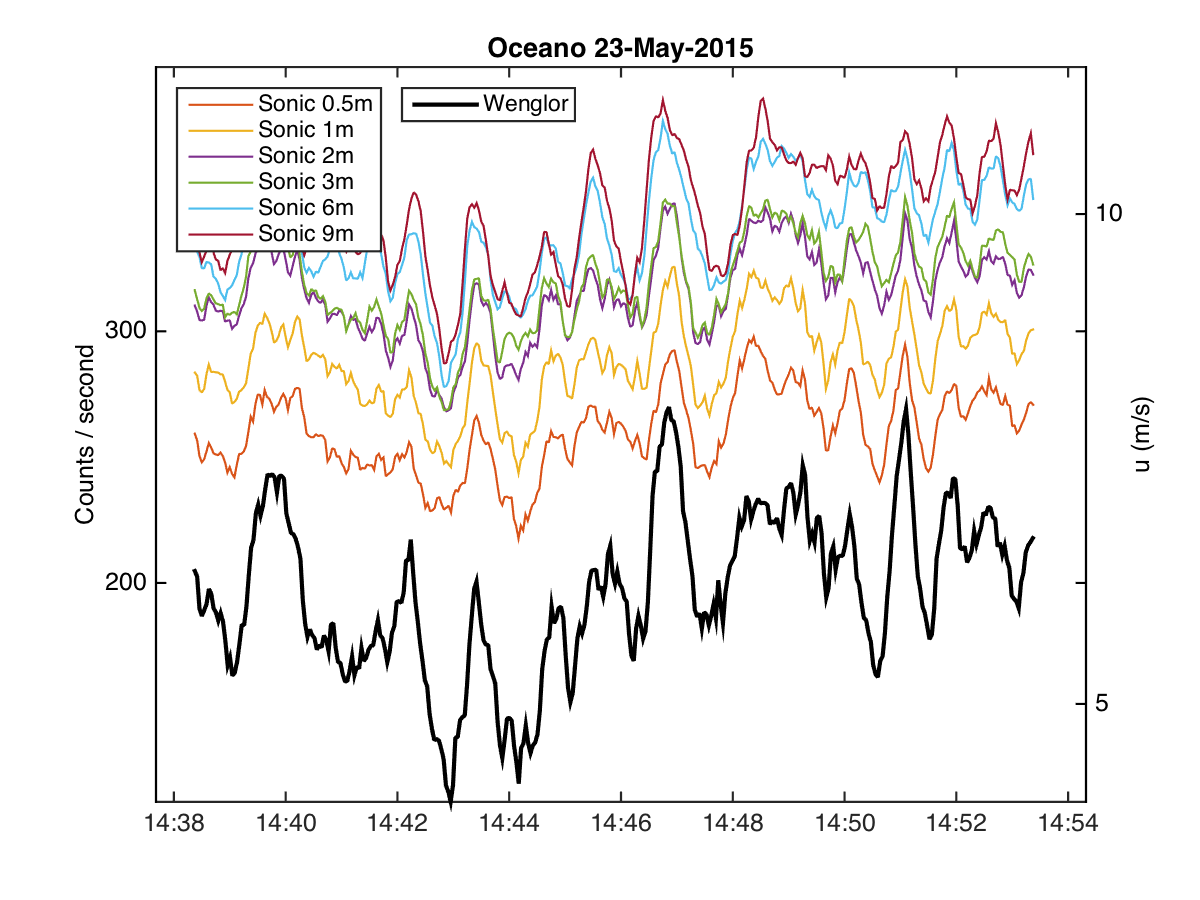 Oceano 23-May-2015
Sonic 0.5m
Sonic 1m
Sonic 2m
Sonic 3m
Sonic 6m
Sonic 9m
Wenglor
300
200
Counts / second
10
5
u (m/s)
14:38 14:40 14:42 14:44 14:46 14:48 14:50 14:52 14:54